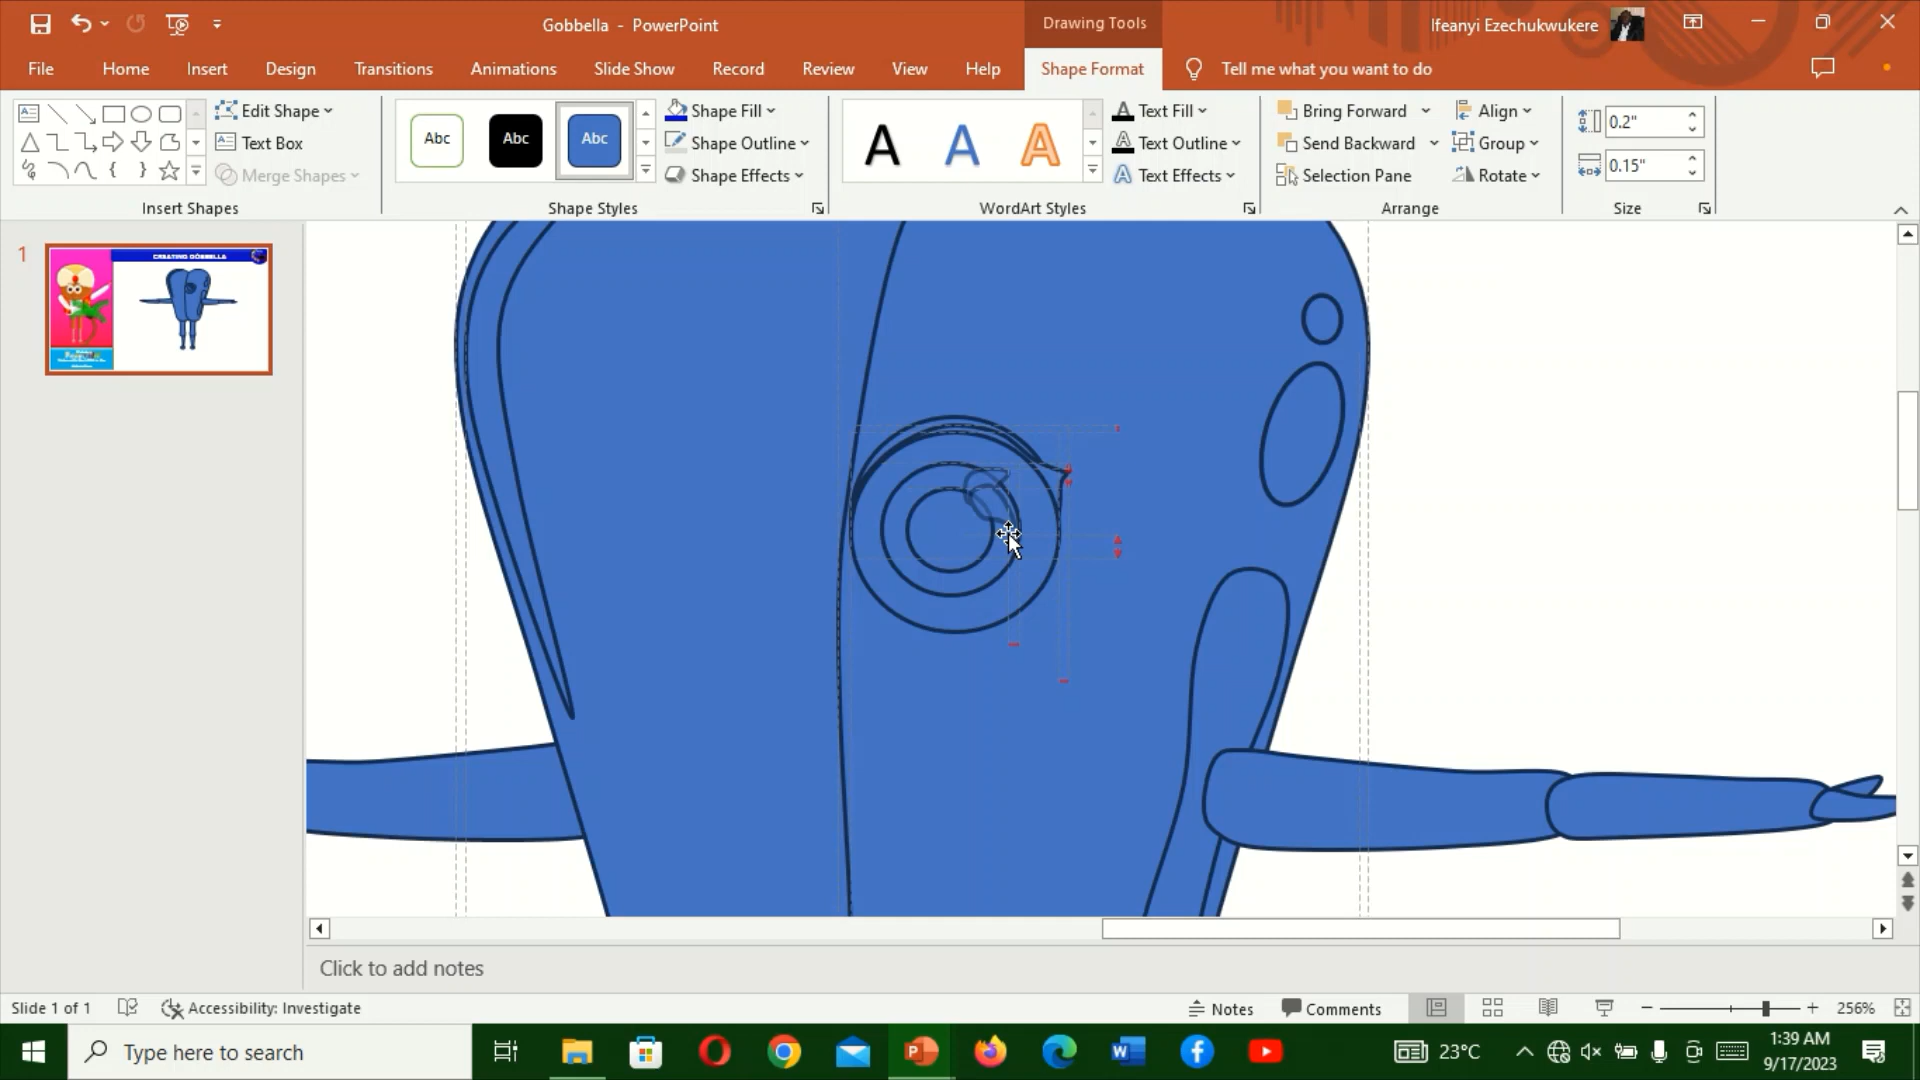 Gobbella - PowerPoint
Drawing Tools
Ifeanyi Ezechukwukere
File Home Insert Design Transitions Animations Slide Show Record Review View Help Shape Format Tell me what you want to do
Edit Shape
Text Box
Merge Shapes
Insert Shapes
Abc Abc Abc
Shape Fill
Shape Outline
Shape Effects
Shape Styles
A A A
Text Fill
Text Outline
Text Effects
WordArt Styles
Bring Forward
Send Backward
Selection Pane
Align
Group
Rotate
Arrange
0.2"
0.15"
Size
1
CREATING GOBBELLA
Click to add notes
Slide 1 of 1
Accessibility: Investigate
Notes
Comments
256%
Type here to search
23°C
1:39 AM
9/17/2023